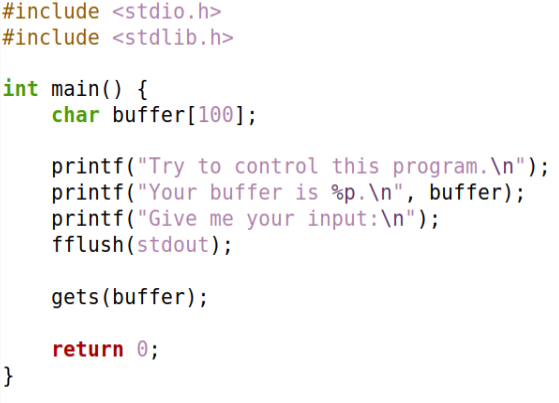 #include <stdio.h>
#include <stdlib.h>

int main() {
    char buffer[100];

    printf("Try to control this program.\n");
    printf("Your buffer is %p.\n", buffer);
    printf("Give me your input:\n");
    fflush(stdout);

    gets(buffer);

    return 0;
}